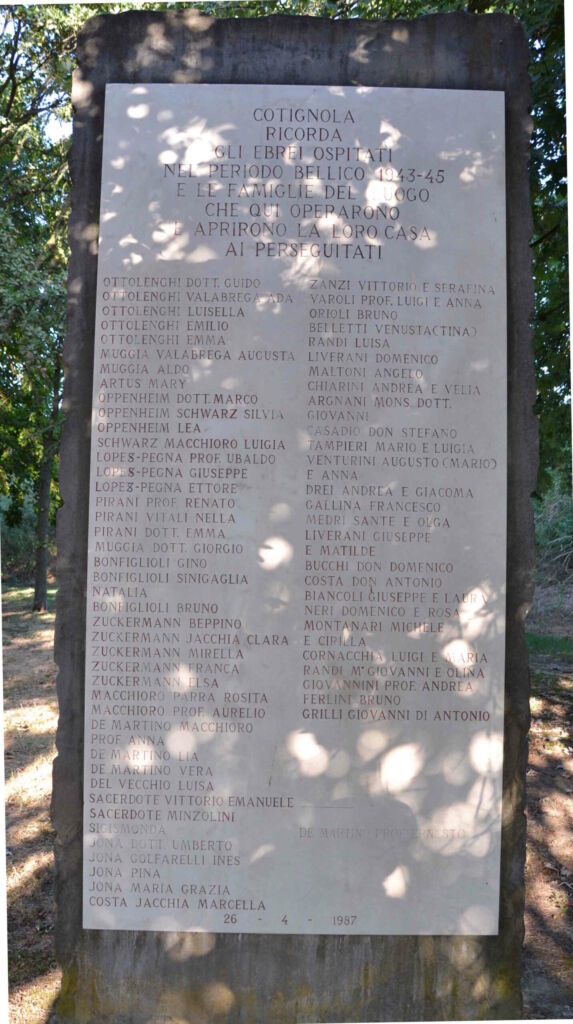 COTIGNOLA
RICORDA
GLI EBREI OSPITATI
NEL PERIODO BELLICO 1943-45
E LE FAMIGLIE DEL LUOGO
CHE QUI OPERARONO
E APRIRONO LA LORO CASA
AI PERSEGUITATI
OTTOLENGHI DOTT. GUIDO
OTTOLENGHI VALABREGA ADA
OTTOLENGHI LUISELLA
OTTOLENGHI EMILIO
OTTOLENGHI EMMA
MUGGIA VALABREGA AUGUSTA
MUGGIA ALDO
ARTUS MARY
OPPENHEIM DOTT. MARCO
OPPENHEIM SCHWARZ SILVIA
OPPENHEIM LEA
SCHWARZ MACCHIORO LUIGIA
LOPES-PEGNA PROF. UBALDO
LOPES-PEGNA GIUSEPPE
LOPES-PEGNA ETTORE
PIRANI PROF. RENATO
PIRANI VITALI NELLA
PIRANI DOTT. EMMA
MUGGIA DOTT. GIORGIO
BONFIGLIOLI GINO
BONFIGLIOLI SINIGAGLIA
NATALIA
BONFIGLIOLI BRUNO
ZUCKERMANN BEPPINO
ZUCKERMANN JACCHIA CLARA
ZUCKERMANN MIRELLA
ZUCKERMANN FRANCA
ZUCKERMANN ELSA
MACCHIORO PARRA ROSITA
MACCHIORO PROF. AURELIO
DE MARTINO MACCHIORO
PROF. ANNA
DE MARTINO LIA
DE MARTINO VERA
DEL VECCHIO LUISA
SACERDOTE VITTORIO EMANUELE
SACERDOTE MINZOLINI
SIGISMONDA
JONA DOTT. UMBERTO
JONA GOLFARELLI INES
JONA PINA
JONA MARIA GRAZIA
COSTA JACCHIA MARCELLA
ZANZI VITTORIO E SERAFINA
VAROLI PROF. LUIGI E ANNA
ORIOLI BRUNO
BELLETTI VENUSTA(TINA)
RANDI LUISA
LIVERANI DOMENICO
MALTONI ANGELO
CHIARINI ANDREA E VELIA
ARGNANI MONS. DOTT.
GIOVANNI
CASADIO DON STEFANO
TAMPIERI MARIO E LUIGIA
VENTURINI AUGUSTO (MARIO)
E ANNA
DREI ANDREA E GIACOMA
GALLINA FRANCESCO
MEDRI SANTE E OLGA
LIVERANI GIUSEPPE
E MATILDE
BUCCHI DON DOMENICO
COSTA DON ANTONIO
BIANCOLI GIUSEPPE E LAURA
NERI DOMENICO E ROSA
MONTANARI MICHELE
E CIRILLA
CORNACCHIA LUIGI E MARIA
RANDI Mº GIOVANNI E OLINA
GIOVANNINI PROF. ANDREA
FERLINI BRUNO
GRILLI GIOVANNI DI ANTONIO
DE MARTINO PROF. ERNESTO
26 - 4 - 1987